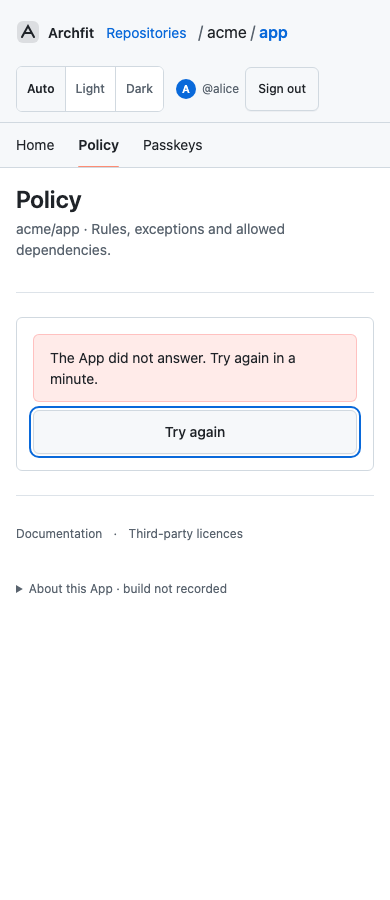 Archfit Repositories / acme / app
Auto Light Dark A @alice Sign out
Home Policy Passkeys
Policy
acme/app · Rules, exceptions and allowed
dependencies.
The App did not answer. Try again in a
minute.
Try again
Documentation · Third-party licences
About this App · build not recorded